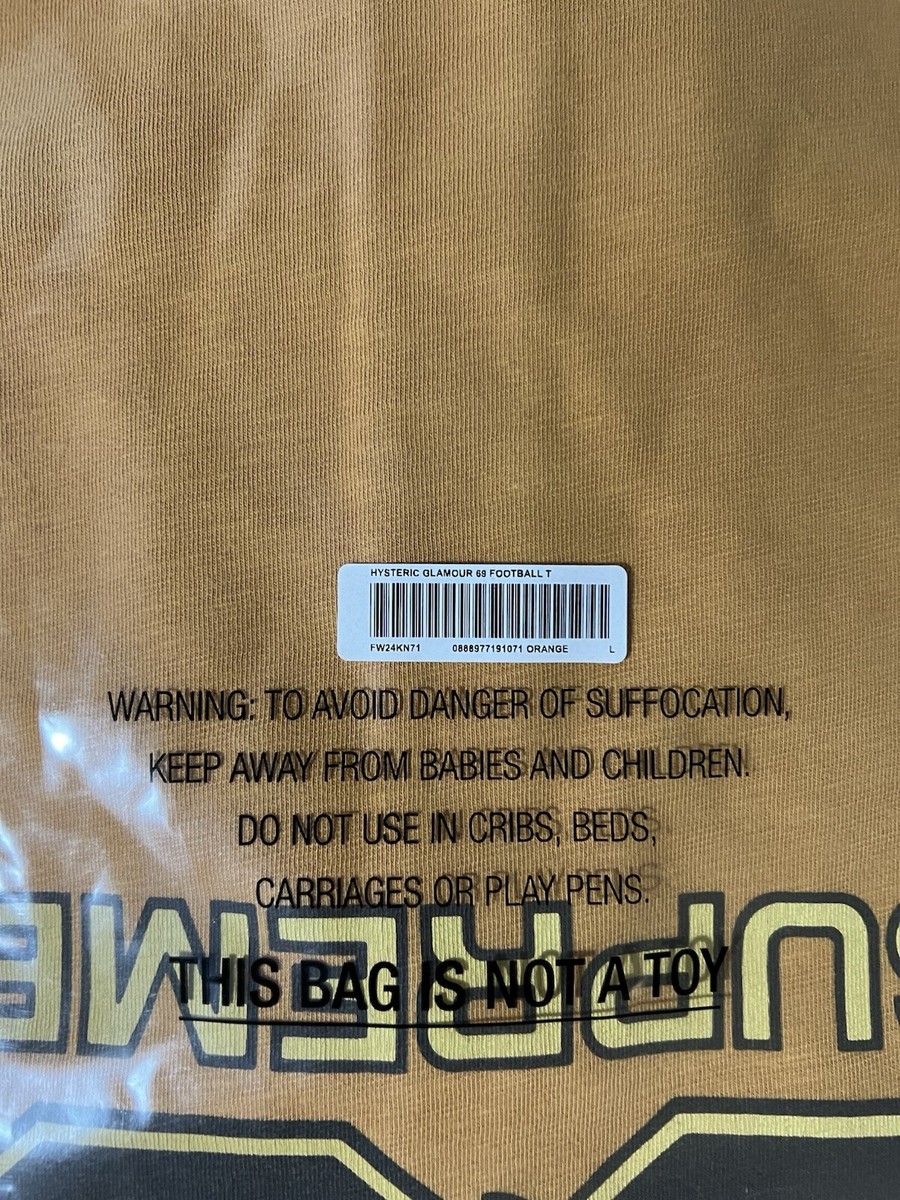 HYSTERIC GLAMOUR 69 FOOTBALL T
FW24KN71 0888977191071 ORANGE L
WARNING: TO AVOID DANGER OF SUFFOCATION,
KEEP AWAY FROM BABIES AND CHILDREN.
DO NOT USE IN CRIBS, BEDS,
CARRIAGES OR PLAY PENS.
THIS BAG IS NOT A TOY
SUPREME